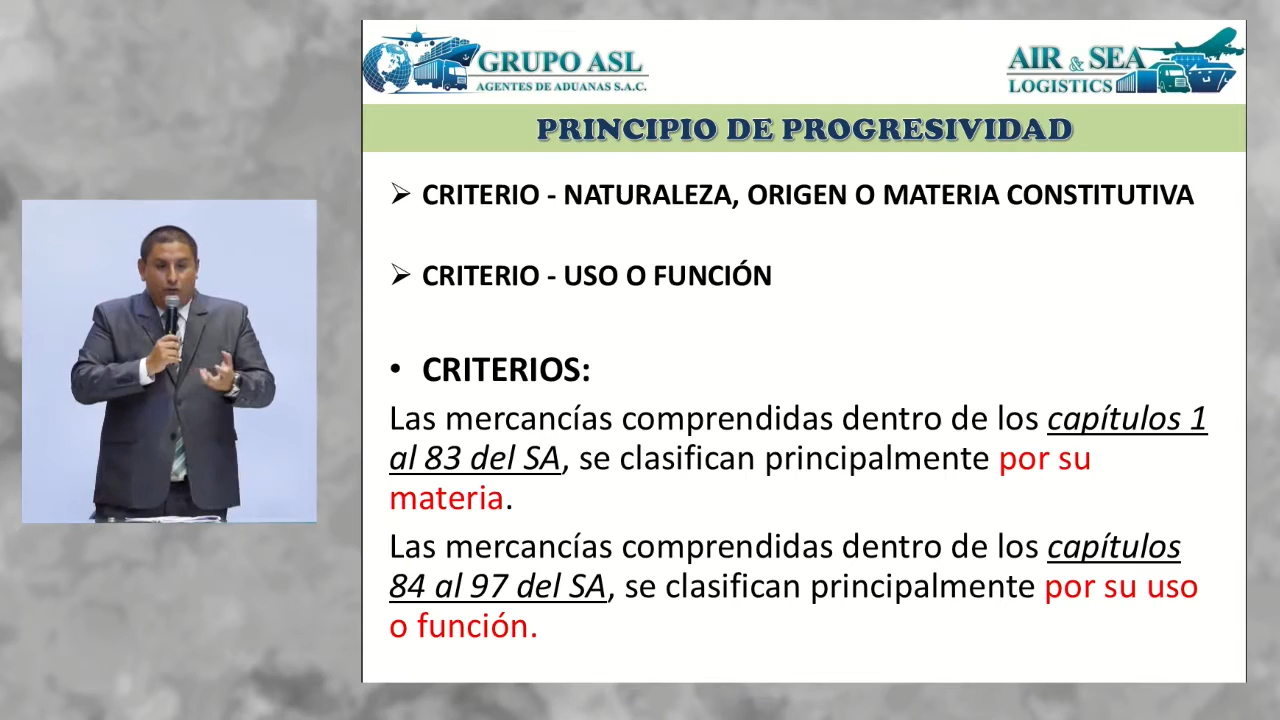 GRUPO ASL
AGENTES DE ADUANAS S.A.C.
AIR & SEA
LOGISTICS
PRINCIPIO DE PROGRESIVIDAD
➢ CRITERIO - NATURALEZA, ORIGEN O MATERIA CONSTITUTIVA
➢ CRITERIO - USO O FUNCIÓN
• CRITERIOS:
Las mercancías comprendidas dentro de los capítulos 1
al 83 del SA, se clasifican principalmente por su
materia.
Las mercancías comprendidas dentro de los capítulos
84 al 97 del SA, se clasifican principalmente por su uso
o función.